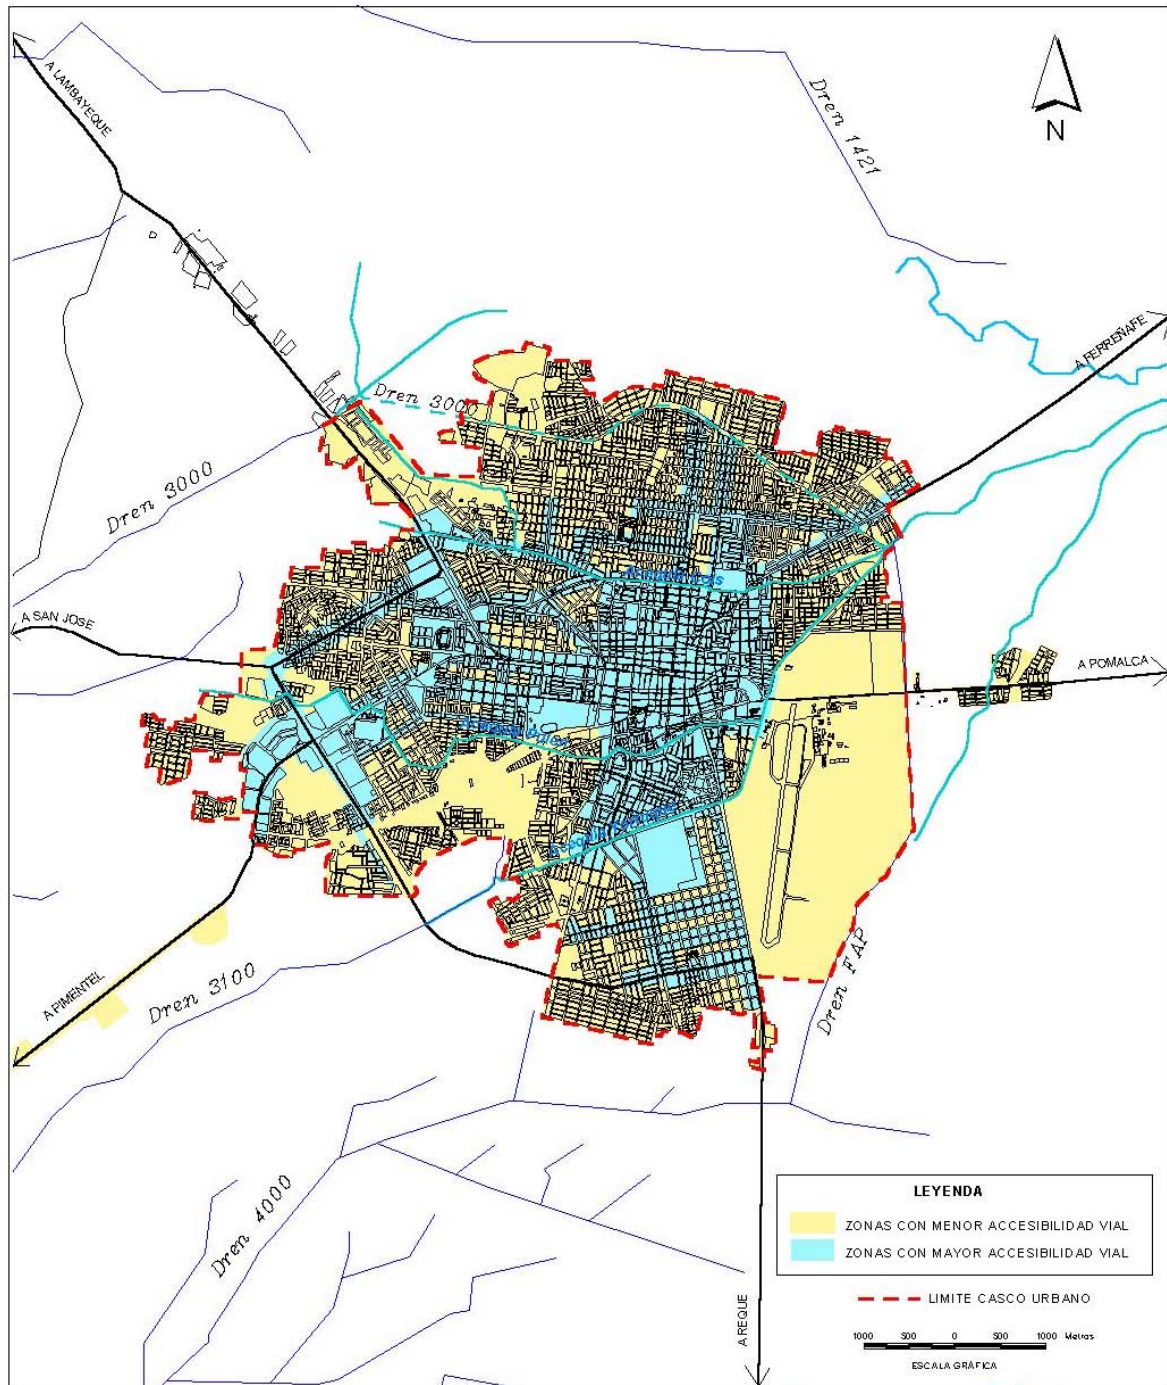 A LAMBAYEQUE
Dren 1421
N
A FERREÑAFE
Dren 3000
Dren 3000
A SAN JOSE
A POMALCA
A PIMENTEL
Dren 3100
Dren FAP
Dren 4000
A REQUE
LEYENDA
ZONAS CON MENOR ACCESIBILIDAD VIAL
ZONAS CON MAYOR ACCESIBILIDAD VIAL
LIMITE CASCO URBANO
1000 500 0 500 1000 Metros
ESCALA GRÁFICA